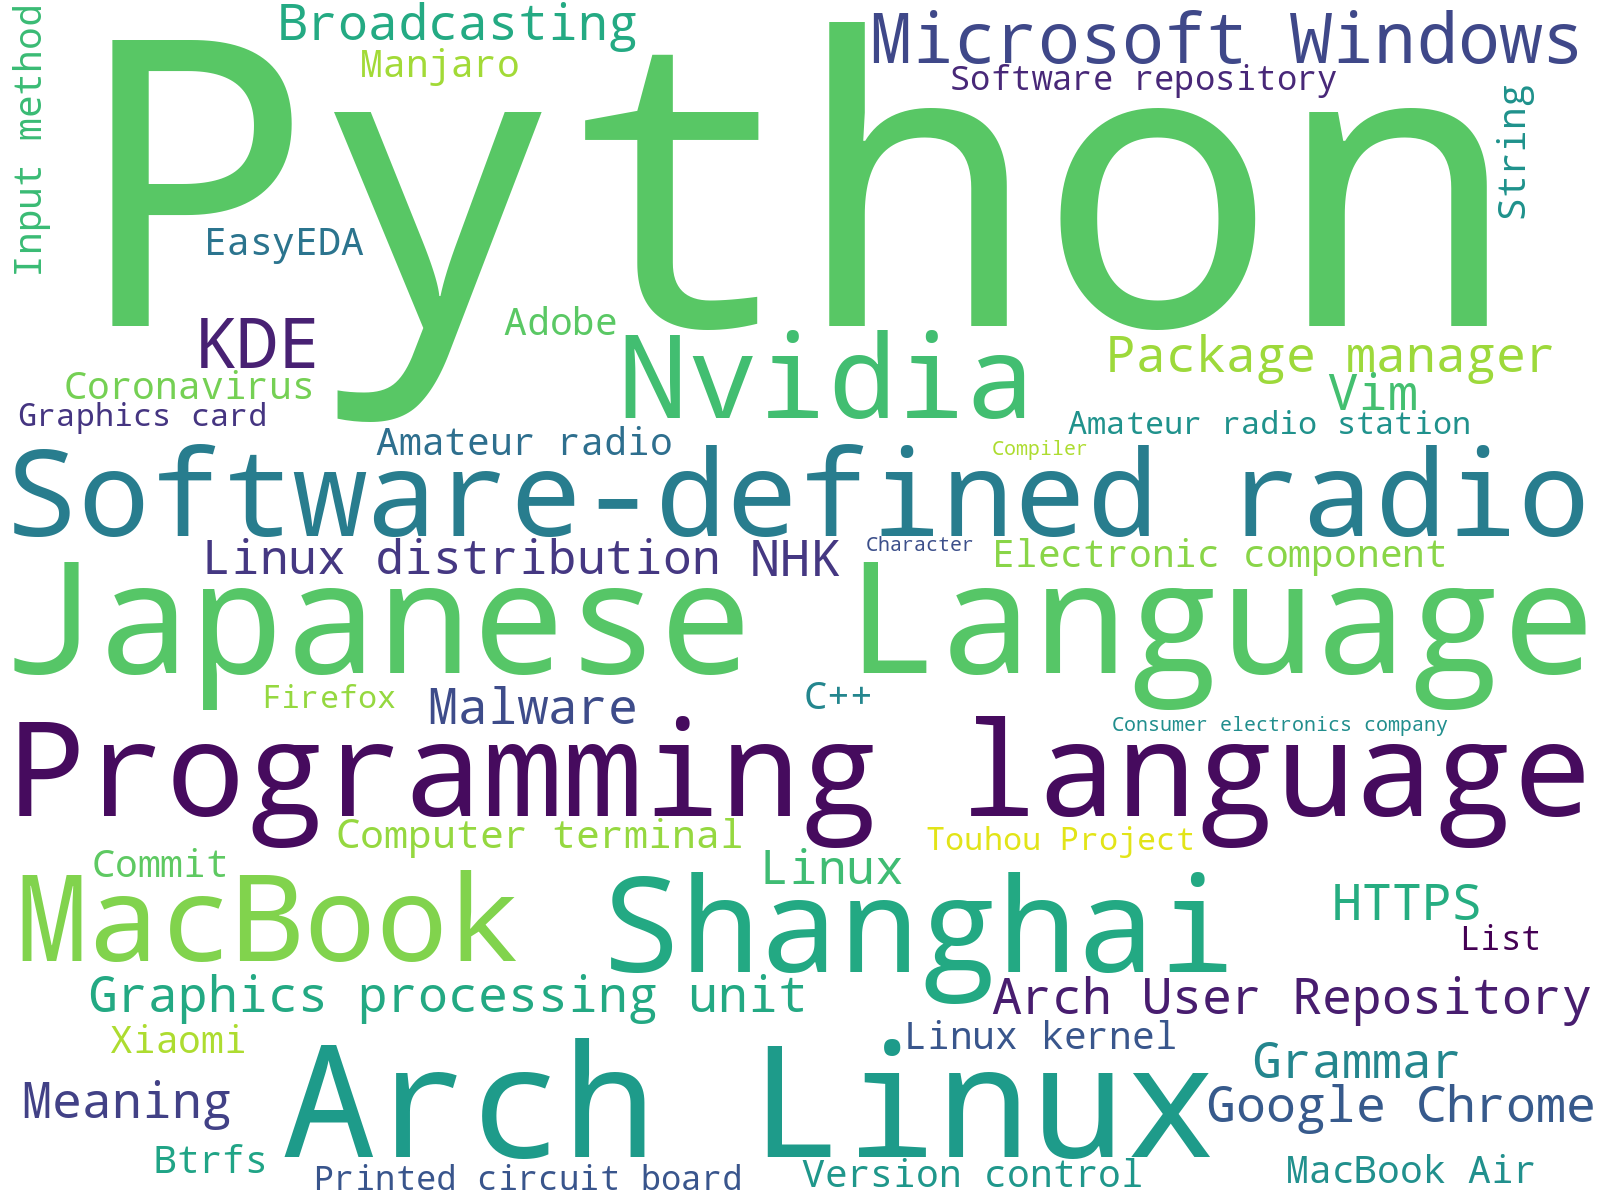 Python
Broadcasting
Microsoft Windows
Input method
Manjaro
Software repository
String
EasyEDA
Adobe
KDE
Nvidia
Package manager
Coronavirus
Vim
Graphics card
Amateur radio
Amateur radio station
Compiler
Software-defined radio
Linux distribution
NHK
Character
Electronic component
Japanese Language
Firefox
Malware
C++
Consumer electronics company
Programming language
Computer terminal
Touhou Project
Commit
Linux
MacBook
Shanghai
HTTPS
List
Graphics processing unit
Arch User Repository
Xiaomi
Linux kernel
Arch Linux
Grammar
Meaning
Google Chrome
Btrfs
Printed circuit board
Version control
MacBook Air